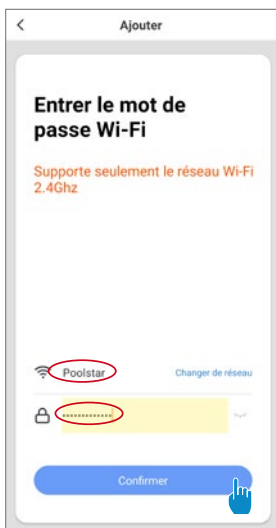 Ajouter
Entrer le mot de
passe Wi-Fi
Supporte seulement le réseau Wi-Fi
2.4Ghz
Poolstar Changer de réseau
Confirmer